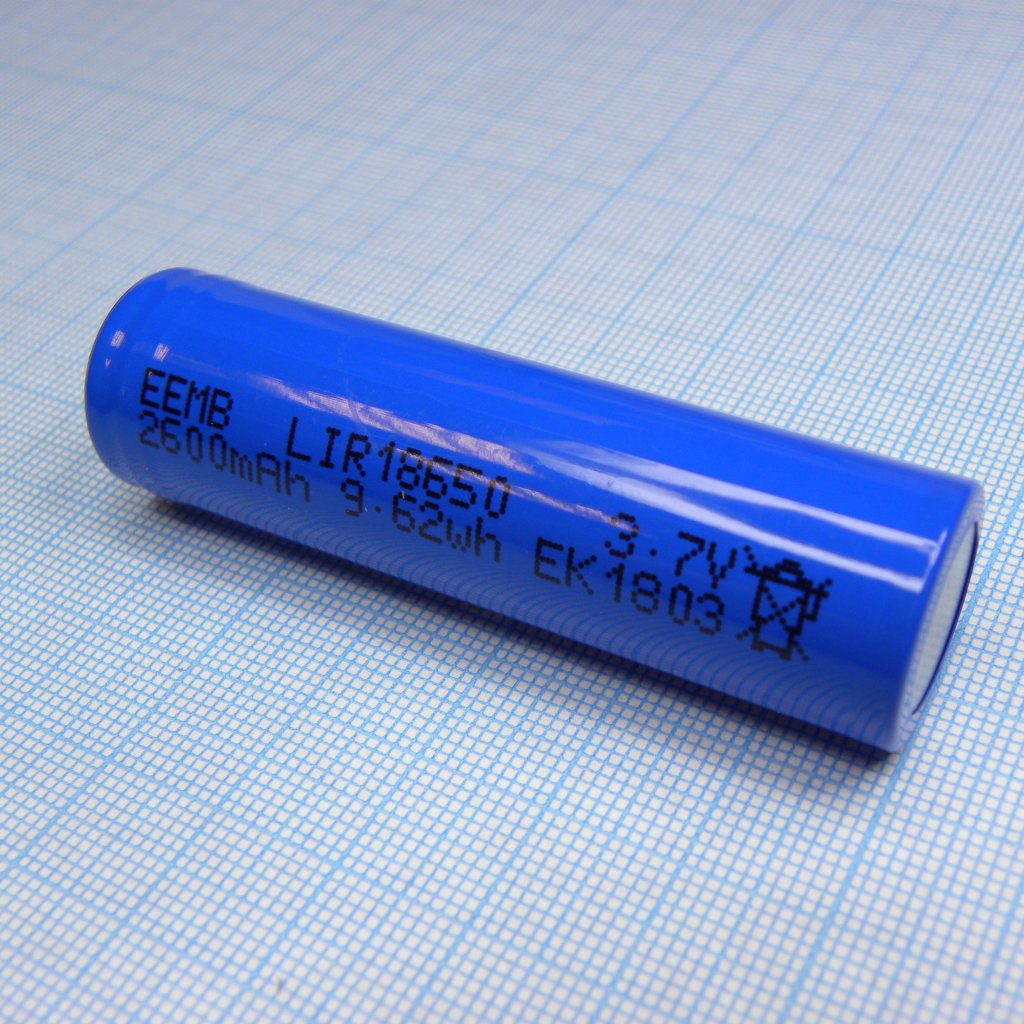 EEMB LIR18650 3.7V
2600mAh 9.62wh EK1803